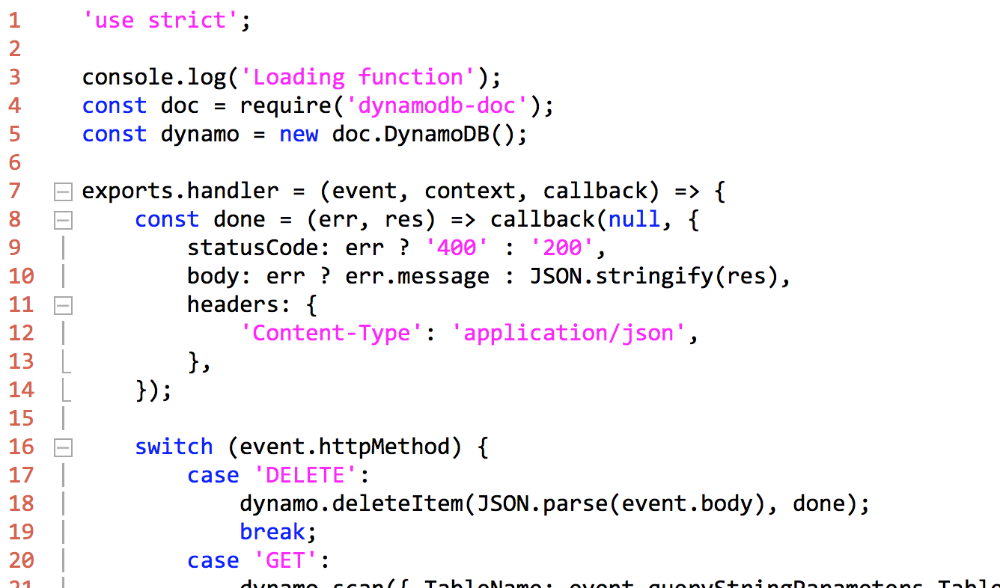 1 'use strict';
2
3 console.log('Loading function');
4 const doc = require('dynamodb-doc');
5 const dynamo = new doc.DynamoDB();
6
7 exports.handler = (event, context, callback) => {
8 const done = (err, res) => callback(null, {
9 statusCode: err ? '400' : '200',
10 body: err ? err.message : JSON.stringify(res),
11 headers: {
12 'Content-Type': 'application/json',
13 },
14 });
15
16 switch (event.httpMethod) {
17 case 'DELETE':
18 dynamo.deleteItem(JSON.parse(event.body), done);
19 break;
20 case 'GET':
21 dynamo.scan({ TableName: event.queryStringParameters.Table